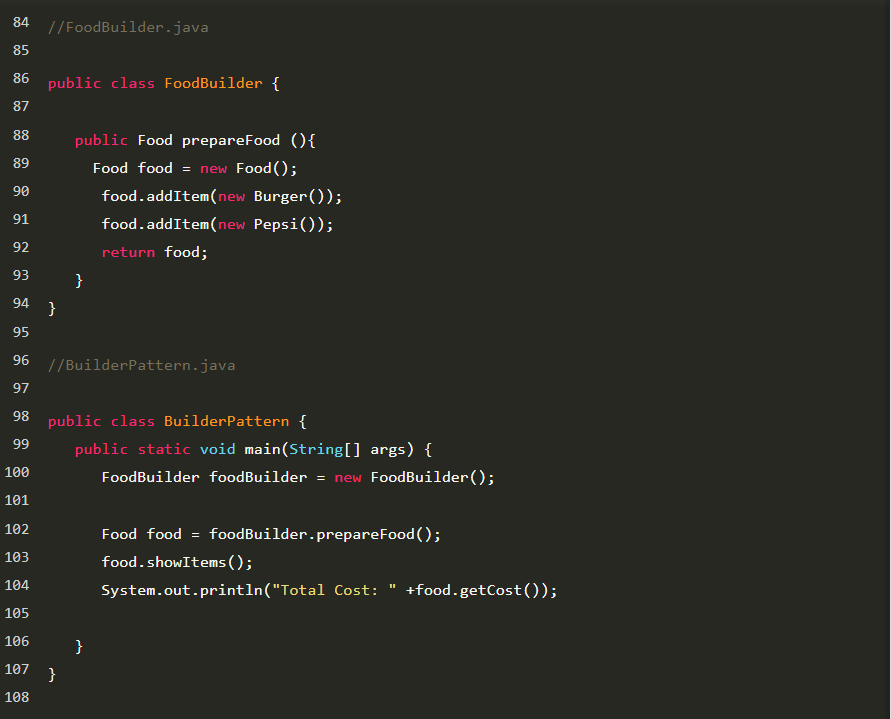 84 //FoodBuilder.java
85
86 public class FoodBuilder {
87
88    public Food prepareFood (){
89      Food food = new Food();
90       food.addItem(new Burger());
91       food.addItem(new Pepsi());
92       return food;
93    }
94 }
95
96 //BuilderPattern.java
97
98 public class BuilderPattern {
99    public static void main(String[] args) {
100       FoodBuilder foodBuilder = new FoodBuilder();
101
102       Food food = foodBuilder.prepareFood();
103       food.showItems();
104       System.out.println("Total Cost: " +food.getCost());
105
106    }
107 }
108